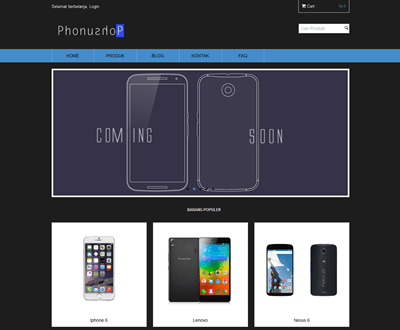 Selamat berbelanja, Login
Cart : Rp 0
PhonushoP
Cari Produk
HOME PRODUK BLOG KONTAK FAQ
COMING SOON
BARANG POPULER
Iphone 6 Lenovo Nexus 6